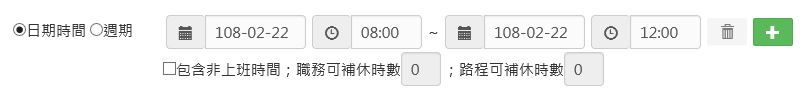 日期時間 週期 108-02-22 08:00 ~ 108-02-22 12:00
包含非上班時間；職務可補休時數 0 ；路程可補休時數 0